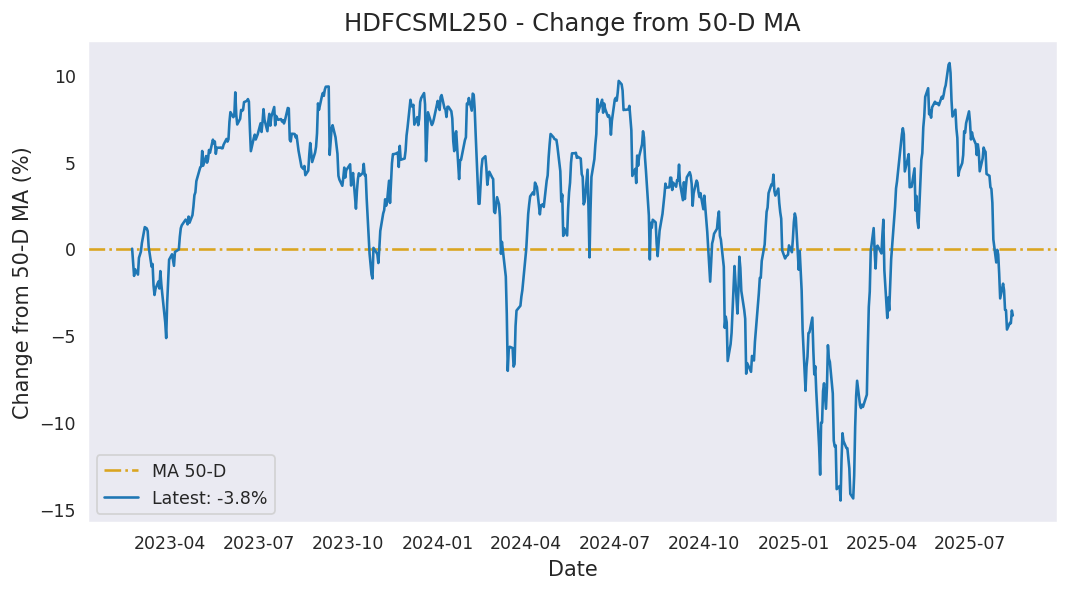 HDFCSML250 - Change from 50-D MA
Change from 50-D MA (%)
10
5
0
−5
−10
−15
MA 50-D
Latest: -3.8%
2023-04 2023-07 2023-10 2024-01 2024-04 2024-07 2024-10 2025-01 2025-04 2025-07
Date